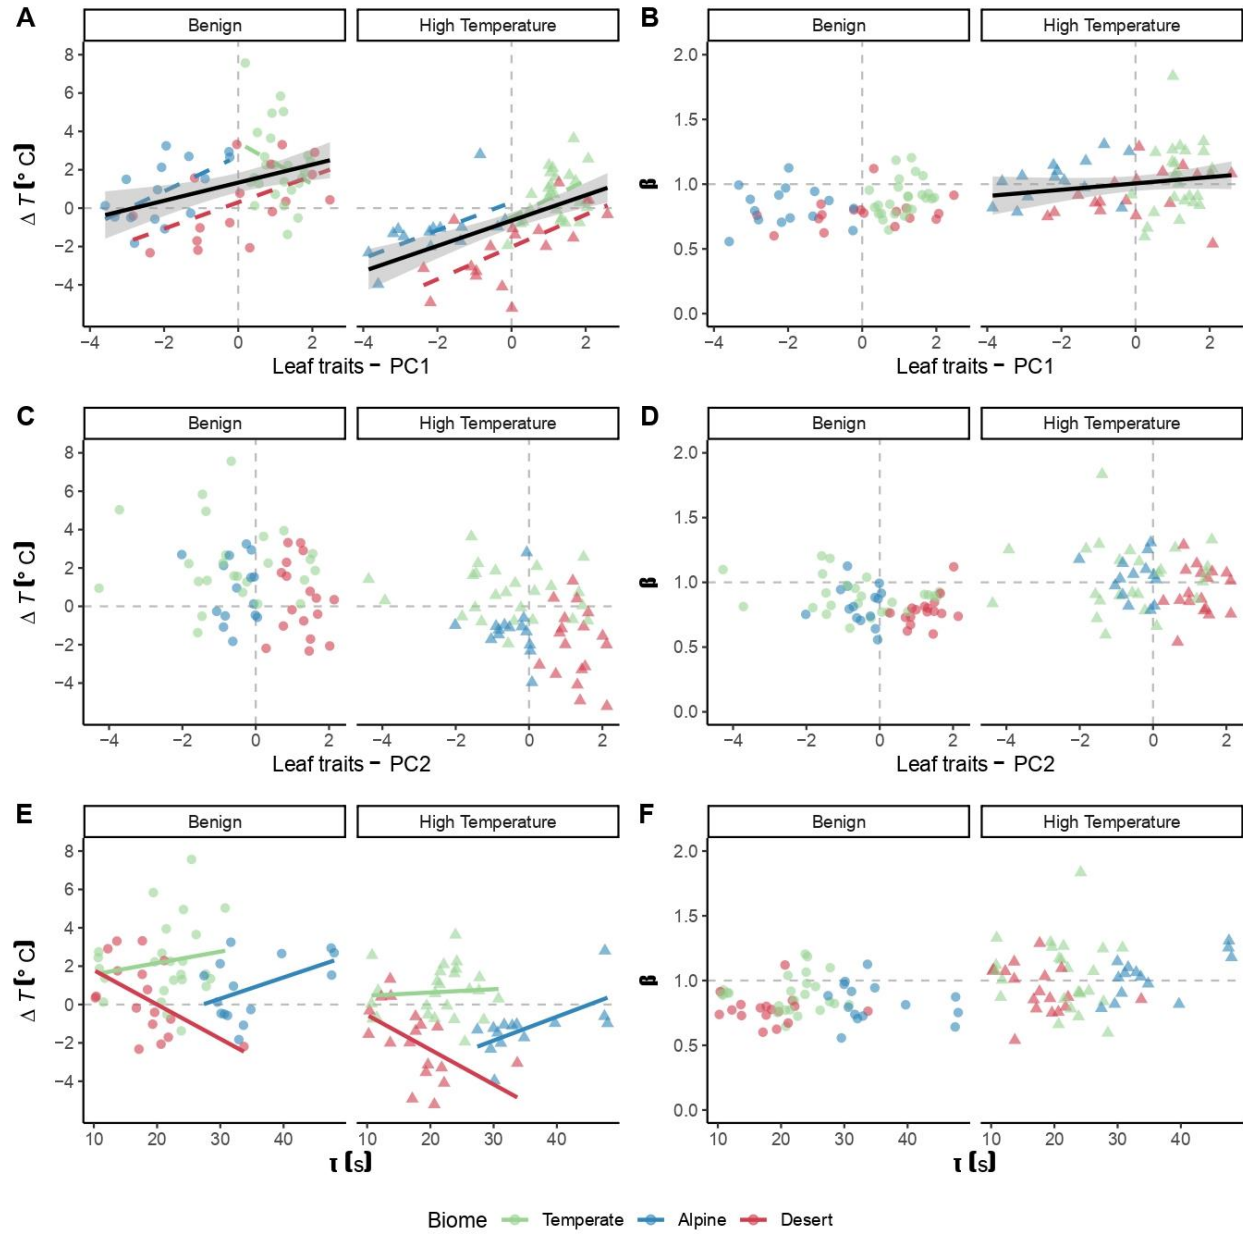 A
Benign
High Temperature
Δ T (° C)
8
6
4
2
0
−2
−4
−4 −2 0 2
−4 −2 0 2
Leaf traits − PC1
B
Benign
High Temperature
β
2.0
1.5
1.0
0.5
0.0
−4 −2 0 2
−4 −2 0 2
Leaf traits − PC1
C
Benign
High Temperature
Δ T (° C)
8
6
4
2
0
−2
−4
−4 −2 0 2
−4 −2 0 2
Leaf traits − PC2
D
Benign
High Temperature
β
2.0
1.5
1.0
0.5
0.0
−4 −2 0 2
−4 −2 0 2
Leaf traits − PC2
E
Benign
High Temperature
Δ T (° C)
8
6
4
2
0
−2
−4
10 20 30 40
10 20 30 40
τ (s)
F
Benign
High Temperature
β
2.0
1.5
1.0
0.5
0.0
10 20 30 40
10 20 30 40
τ (s)
Biome Temperate Alpine Desert